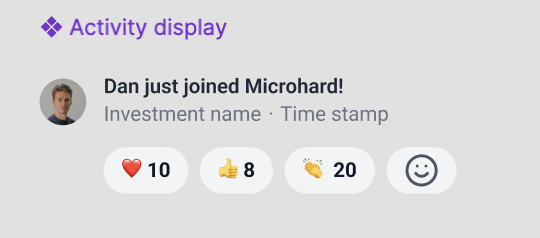 Activity display
Dan just joined Microhard!
Investment name · Time stamp
❤️ 10 👍 8 👏 20